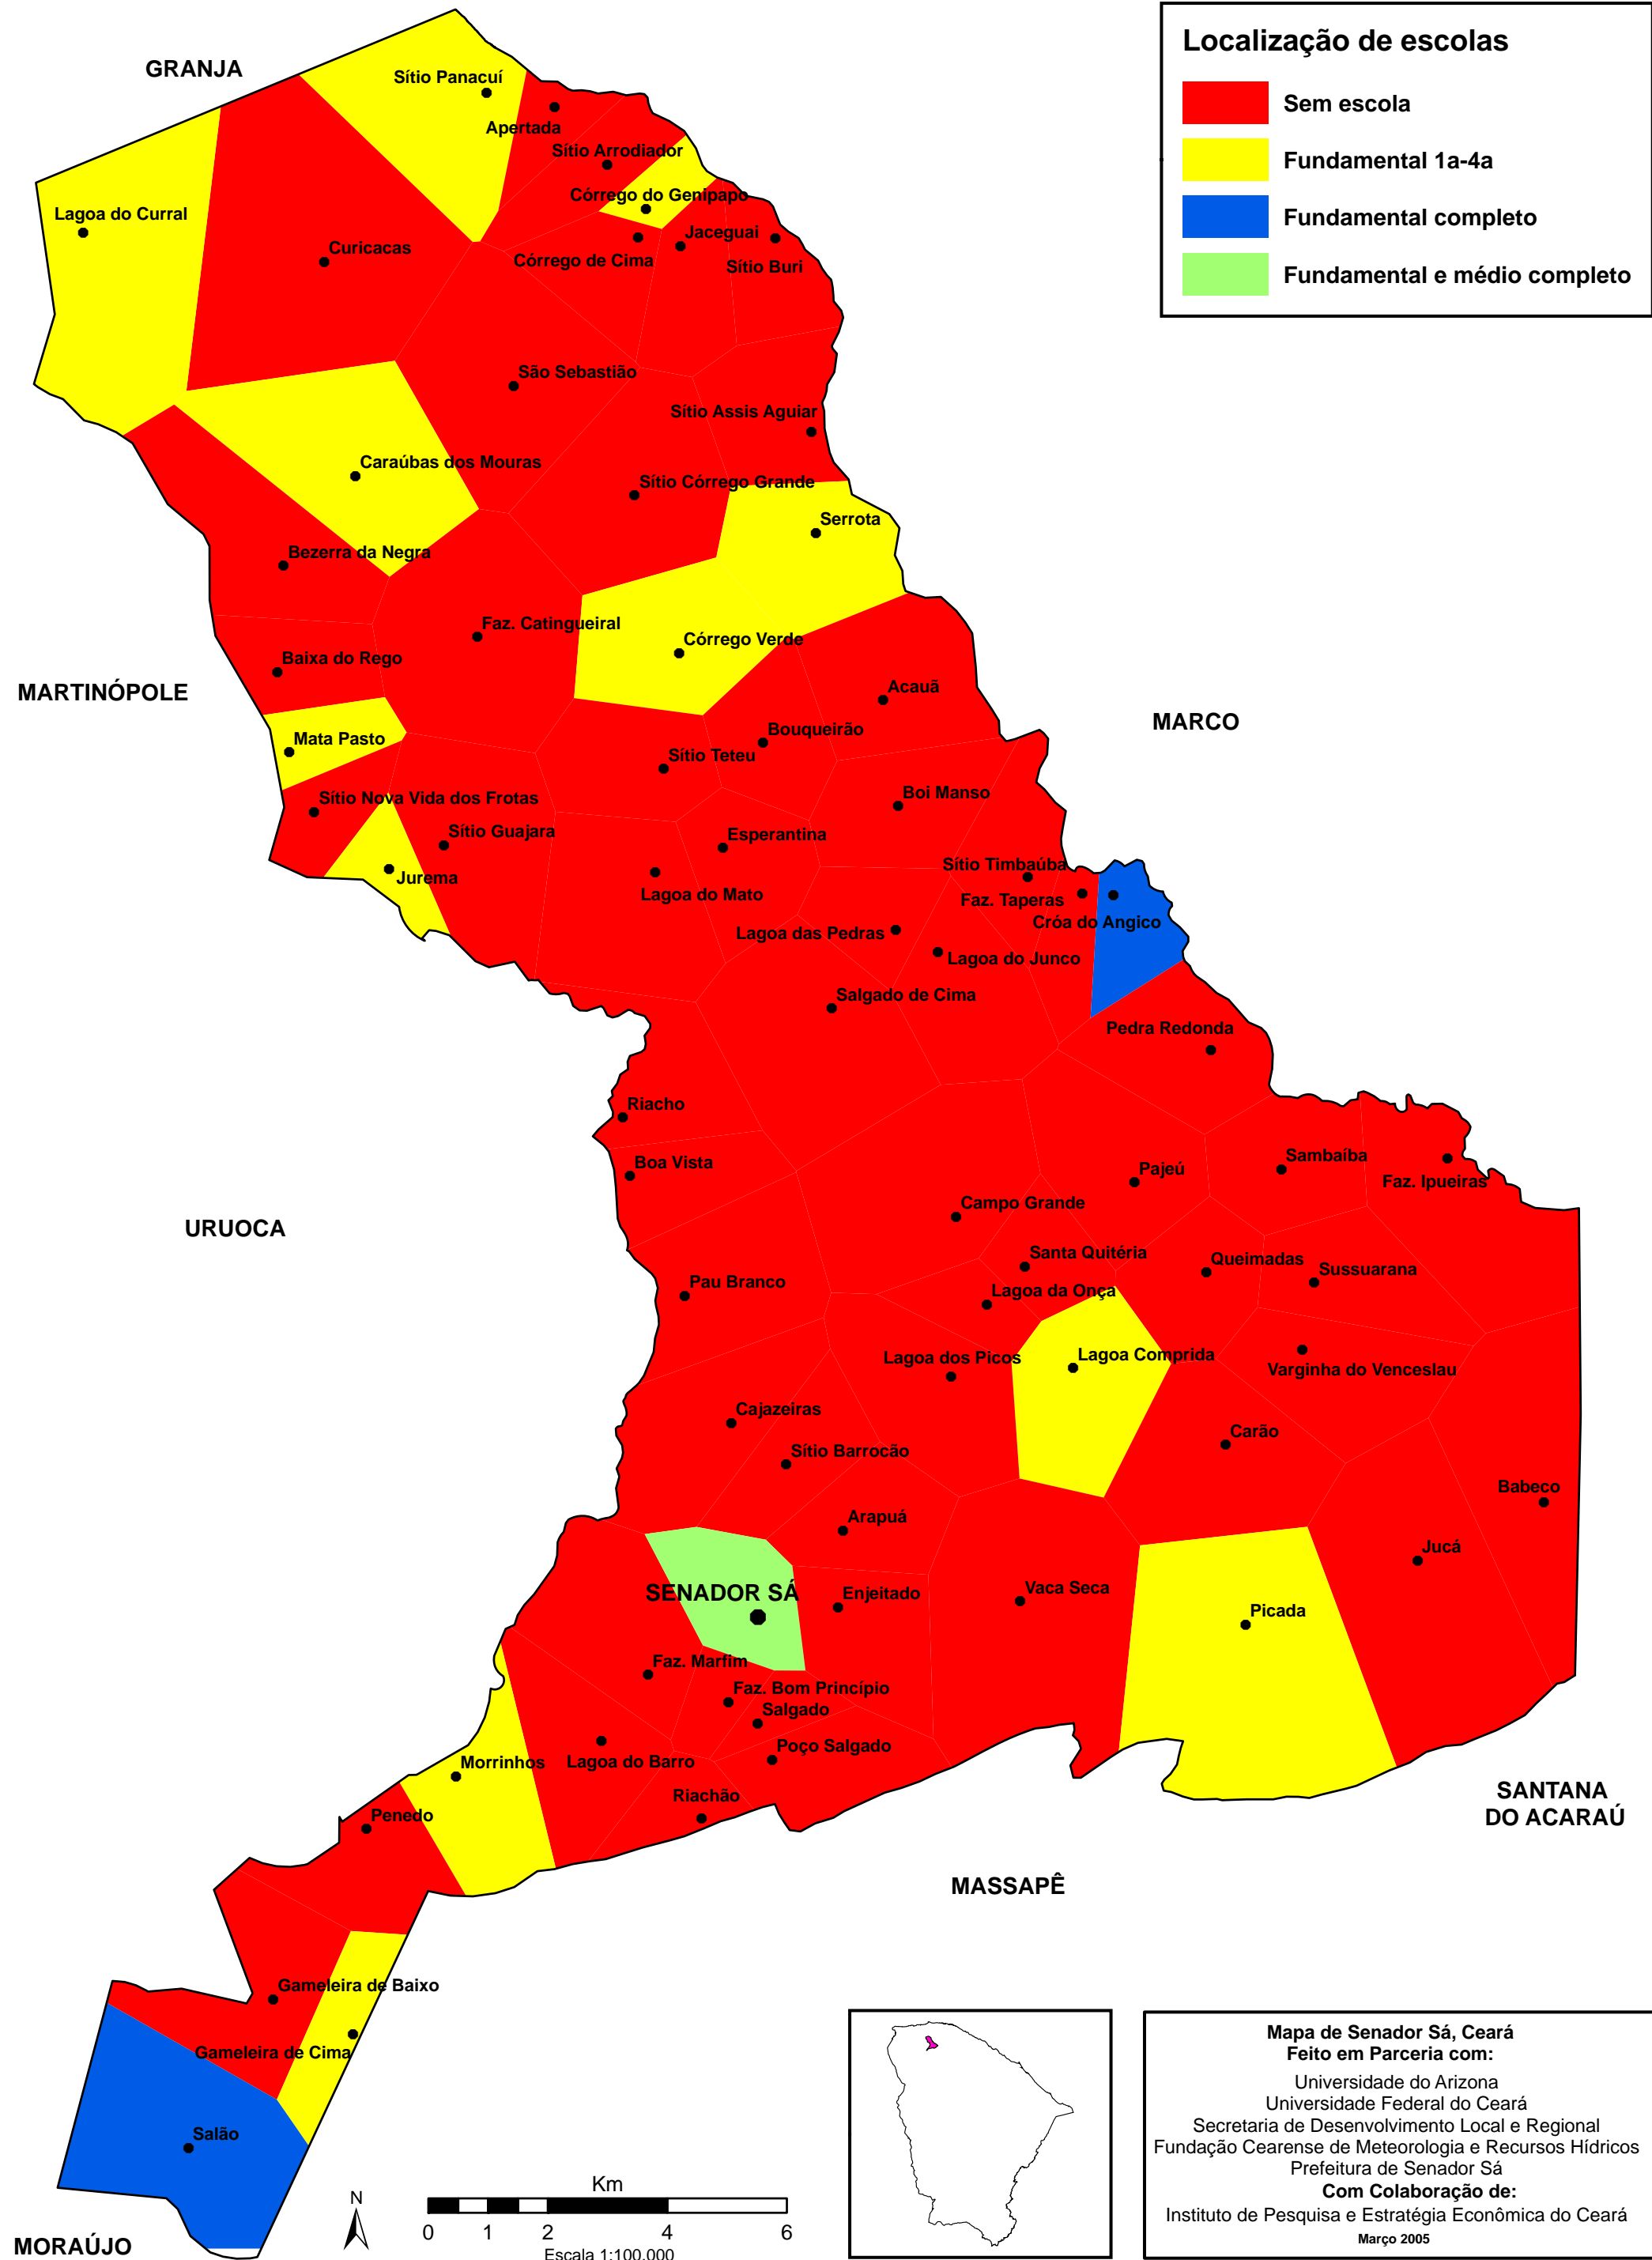 Localização de escolas
Sem escola
Fundamental 1a-4a
Fundamental completo
Fundamental e médio completo
GRANJA
Sítio Panacuí
Apertada
Sítio Arrodiador
Córrego do Genipapo
Lagoa do Curral
Jaceguai
Curicacas
Córrego de Cima
Sítio Buri
São Sebastião
Sítio Assis Aguiar
Caraúbas dos Mouras
Sítio Córrego Grande
Serrota
Bezerra da Negra
Faz. Catingueiral
Córrego Verde
Baixa do Rego
MARTINÓPOLE
Acauã
MARCO
Bouqueirão
Mata Pasto
Sítio Teteu
Boi Manso
Sítio Nova Vida dos Frotas
Sítio Guajara
Esperantina
Sítio Timbaúba
Jurema
Lagoa do Mato
Faz. Taperas
Cróa do Angico
Lagoa das Pedras
Lagoa do Junco
Salgado de Cima
Pedra Redonda
Riacho
Boa Vista
Pajeú
Sambaíba
Faz. Ipueiras
Campo Grande
URUOCA
Santa Quitéria
Queimadas
Sussuarana
Pau Branco
Lagoa da Onça
Lagoa dos Picos
Lagoa Comprida
Varginha do Venceslau
Cajazeiras
Carão
Sítio Barrocão
Babeco
Arapuá
Jucá
SENADOR SÁ
Enjeitado
Vaca Seca
Picada
Faz. Marfim
Faz. Bom Princípio
Salgado
Poço Salgado
Morrinhos
Lagoa do Barro
Riachão
SANTANA
DO ACARAÚ
Penedo
MASSAPÊ
Gameleira de Baixo
Gameleira de Cima
Salão
MORAÚJO
N
Km
0 1 2 4 6
Escala 1:100.000
Mapa de Senador Sá, Ceará
Feito em Parceria com:
Universidade do Arizona
Universidade Federal do Ceará
Secretaria de Desenvolvimento Local e Regional
Fundação Cearense de Meteorologia e Recursos Hídricos
Prefeitura de Senador Sá
Com Colaboração de:
Instituto de Pesquisa e Estratégia Econômica do Ceará
Março 2005